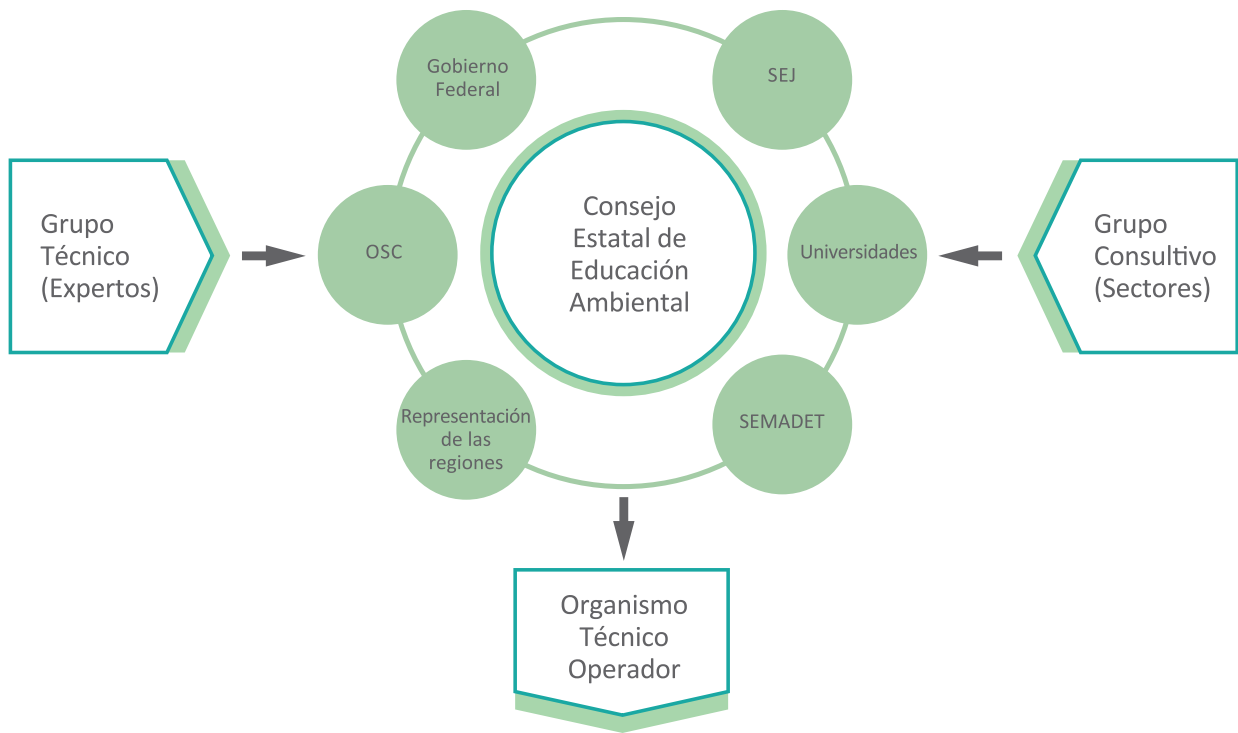 Gobierno
Federal
SEJ
Grupo
Técnico
(Expertos)
OSC
Consejo
Estatal de
Educación
Ambiental
Universidades
Grupo
Consultivo
(Sectores)
Representación
de las
regiones
SEMADET
Organismo
Técnico
Operador